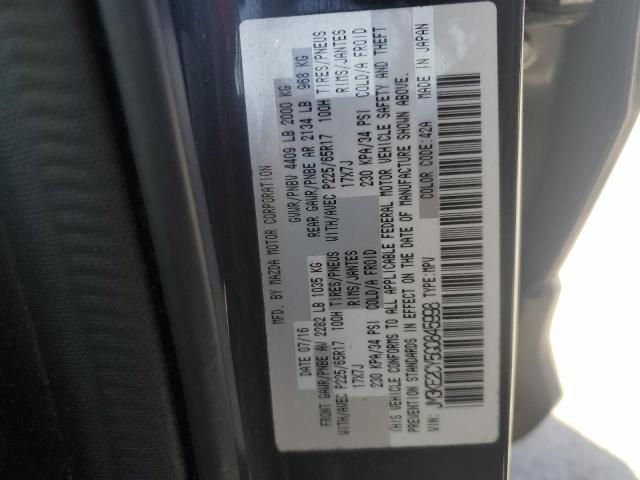 MFD. BY MAZDA MOTOR CORPORATION
DATE 07/16 GVWR/PNBV 4409 LB 2000 KG
FRONT GAWR/PNBE AV 2282 LB 1035 KG REAR GAWR/PNBE AR 2134 LB 968 KG
WITH/AVEC P225/65R17 100H TIRES/PNEUS WITH/AVEC P225/65R17 100H TIRES/PNEUS
17X7J RIMS/JANTES 17X7J RIMS/JANTES
230 KPA/34 PSI COLD/A FROID 230 KPA/34 PSI COLD/A FROID
THIS VEHICLE CONFORMS TO ALL APPLICABLE FEDERAL MOTOR VEHICLE SAFETY AND THEFT
PREVENTION STANDARDS IN EFFECT ON THE DATE OF MANUFACTURE SHOWN ABOVE.
VIN: JM3KE2CY5G0845998 TYPE: MPV COLOR CODE: 42A MADE IN JAPAN